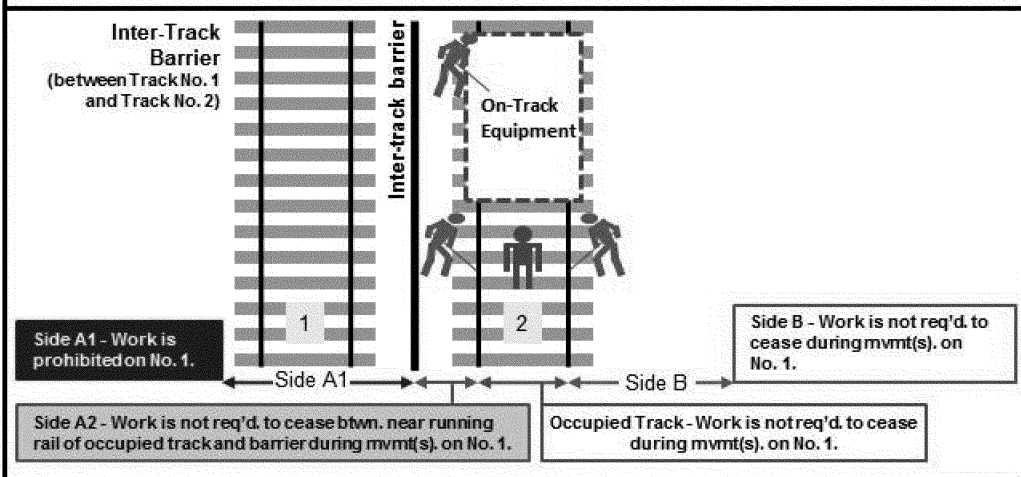 Inter-Track
Barrier
(between Track No. 1
and Track No. 2)
Inter-track barrier
On-Track
Equipment
1
2
Side A1 - Work is
prohibited on No. 1.
Side A1
Side B
Side B - Work is not req'd. to
cease during mvmt(s). on
No. 1.
Side A2 - Work is not req'd. to cease btwn. near running
rail of occupied track and barrier during mvmt(s). on No. 1.
Occupied Track - Work is not req'd. to cease
during mvmt(s). on No. 1.